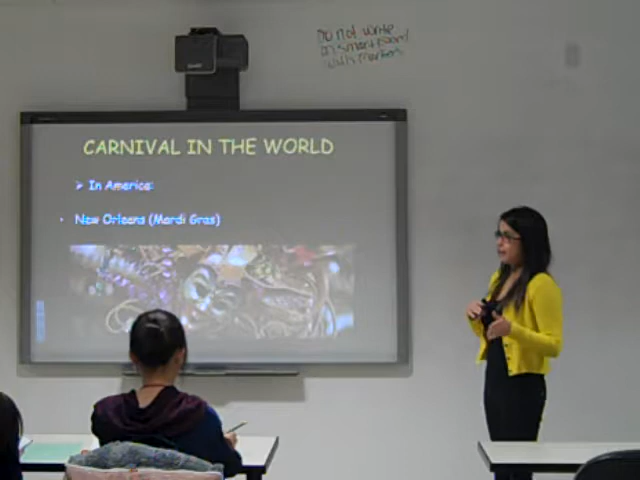 Do not write
on smart board
with markers
CARNIVAL IN THE WORLD
➢ In America:
• New Orleans (Mardi Gras)